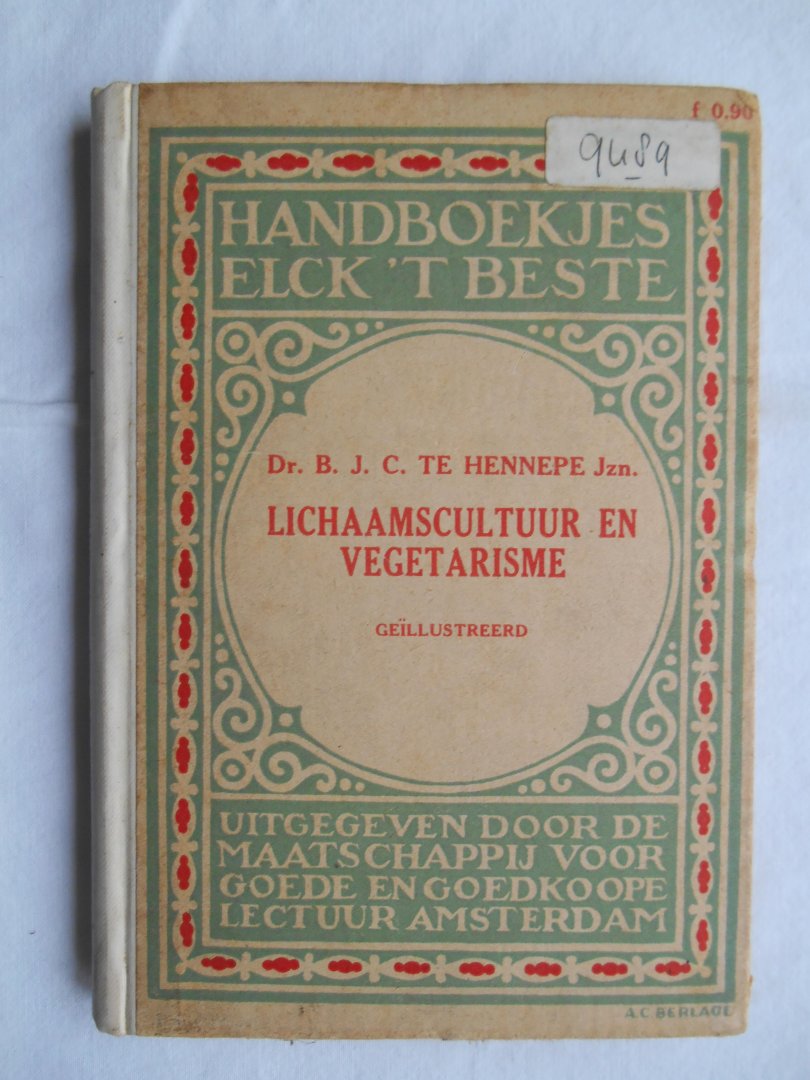 f 0.90
9489
HANDBOEKJES
ELCK 'T BESTE
Dr. B. J. C. TE HENNEPE Jzn.
LICHAAMSCULTUUR EN
VEGETARISME
GEÏLLUSTREERD
UITGEGEVEN DOOR DE
MAATSCHAPPIJ VOOR
GOEDE EN GOEDKOOPE
LECTUUR AMSTERDAM
A.C. BERLAGE